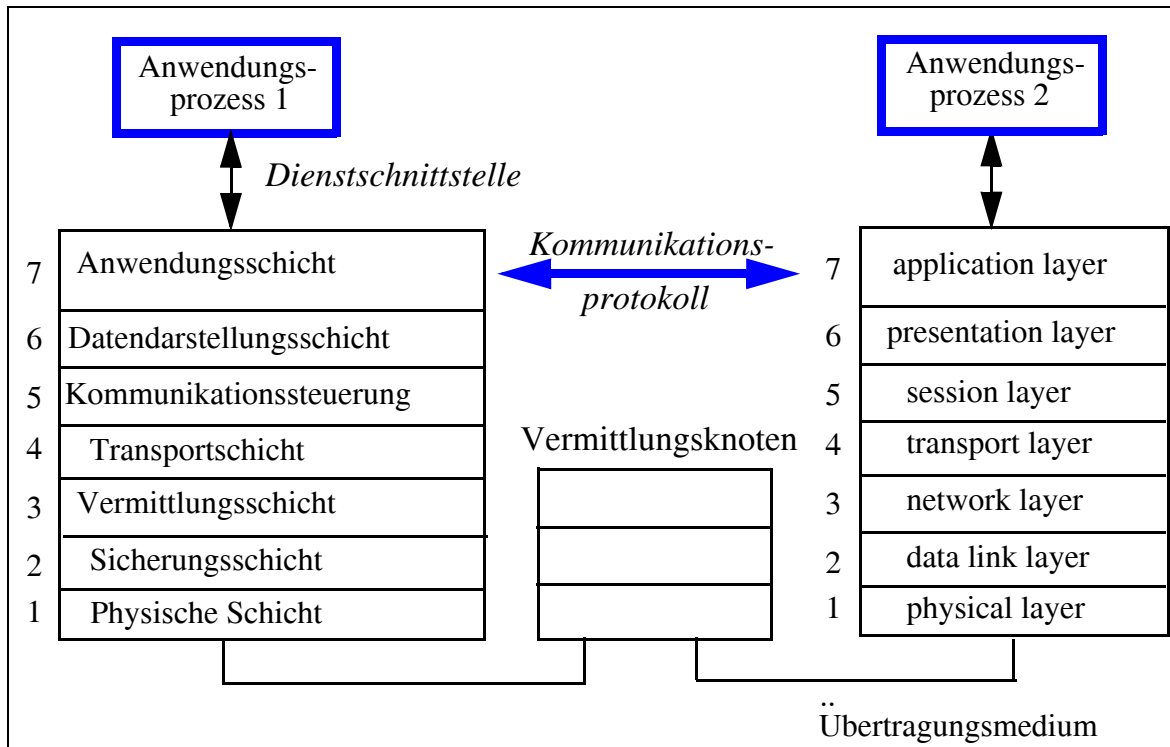 Anwendungs-
prozess 1
Anwendungs-
prozess 2
Dienstschnittstelle
Kommunikations-
protokoll
7 Anwendungsschicht
6 Datendarstellungsschicht
5 Kommunikationssteuerung
4 Transportschicht
3 Vermittlungsschicht
2 Sicherungsschicht
1 Physische Schicht
Vermittlungsknoten
7 application layer
6 presentation layer
5 session layer
4 transport layer
3 network layer
2 data link layer
1 physical layer
Übertragungsmedium